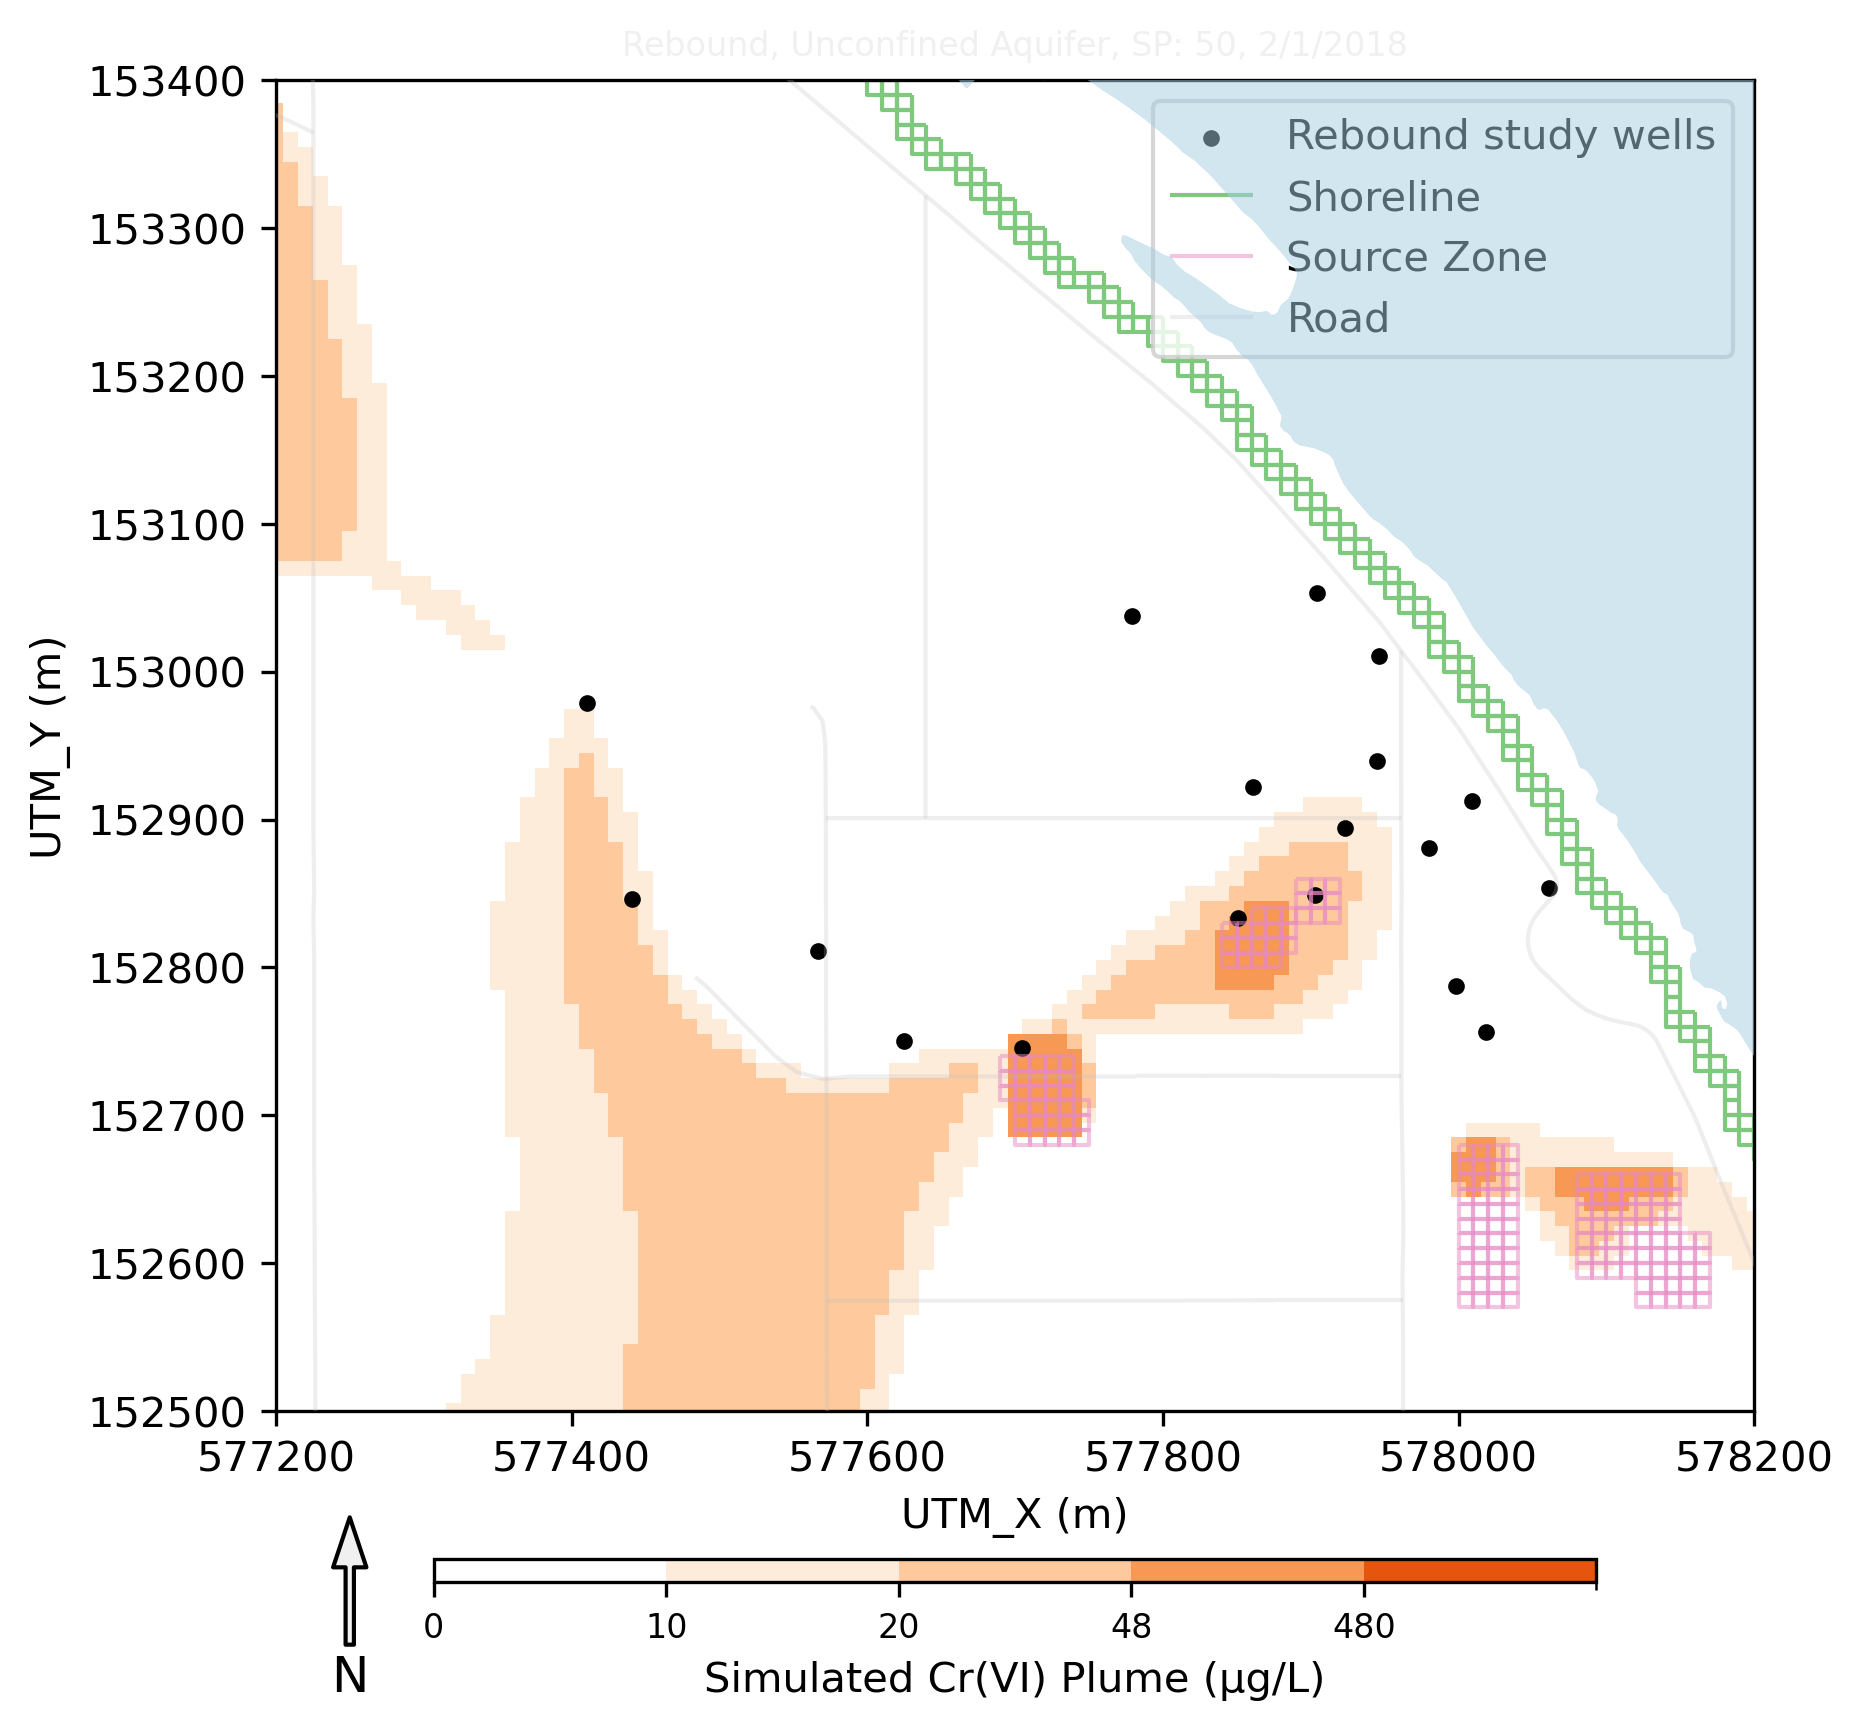 Rebound, Unconfined Aquifer, SP: 50, 2/1/2018
Rebound study wells
Shoreline
Source Zone
Road
153400
153300
153200
153100
153000
152900
152800
152700
152600
152500
UTM_Y (m)
577200 577400 577600 577800 578000 578200
UTM_X (m)
N
0 10 20 48 480
Simulated Cr(VI) Plume (μg/L)